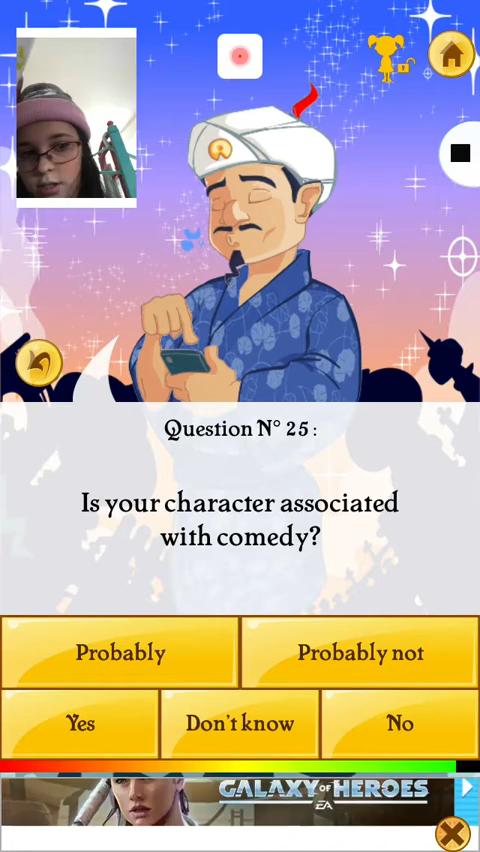 Question N° 25 :
Is your character associated
with comedy?
Probably
Probably not
Yes
Don't know
No
GALAXY OF HEROES
EA